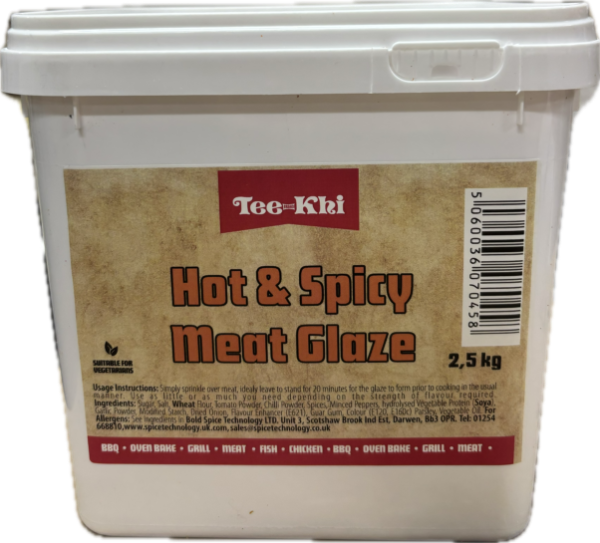 Tee-Khi
5 060036 070458
Hot & Spicy
Meat Glaze
2,5 kg
SUITABLE FOR
VEGETARIANS
Usage Instructions: Simply sprinkle over meat, idealy leave to stand for 20 minutes for the glaze to form prior to cooking in the usual
manner. Use as little or as much you need depending on the strength of flavour required.
Ingredients: Sugar, Salt, Wheat Flour, Tomato Powder, Chilli Powder, Spices, Minced Peppers, hydrolysed Vegetable Protein (Soya),
Garlic Powder, Modified Starch, Dried Onion, Flavour Enhancer (E621), Guar Gum, Colour (E120, E160c) Parsley, Vegetable Oil. For
Allergens: See ingredients in Bold Spice Technology LTD. Unit 3, Scotshaw Brook Ind Est, Darwen, BB3 0PR. Tel: 01254
668810, www.spicetechnology.uk.com, sales@spicetechnology.co.uk
BBQ • OVEN BAKE • GRILL • MEAT • FISH • CHICKEN • BBQ • OVEN BAKE • GRILL • MEAT •